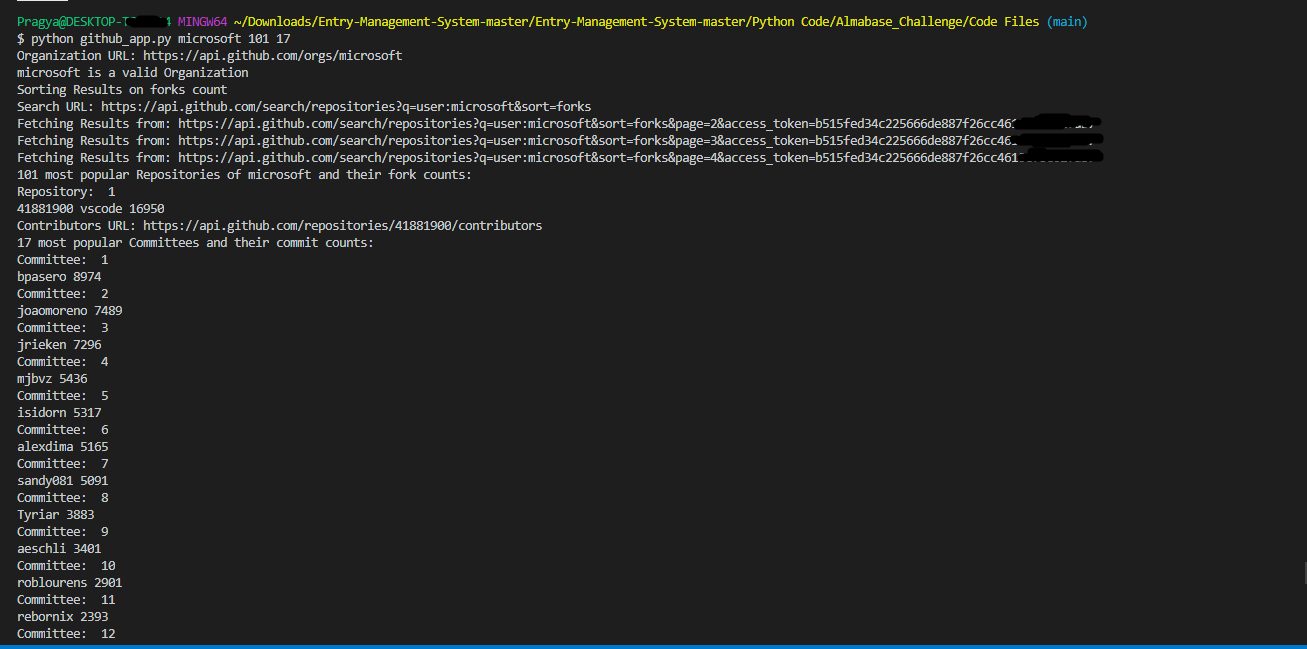 Pragya@DESKTOP-T 4 MINGW64 ~/Downloads/Entry-Management-System-master/Entry-Management-System-master/Python Code/Almabase_Challenge/Code Files (main)
$ python github_app.py microsoft 101 17
Organization URL: https://api.github.com/orgs/microsoft
microsoft is a valid Organization
Sorting Results on forks count
Search URL: https://api.github.com/search/repositories?q=user:microsoft&sort=forks
Fetching Results from: https://api.github.com/search/repositories?q=user:microsoft&sort=forks&page=2&access_token=b515fed34c225666de887f26cc461
Fetching Results from: https://api.github.com/search/repositories?q=user:microsoft&sort=forks&page=3&access_token=b515fed34c225666de887f26cc461
Fetching Results from: https://api.github.com/search/repositories?q=user:microsoft&sort=forks&page=4&access_token=b515fed34c225666de887f26cc461
101 most popular Repositories of microsoft and their fork counts:
Repository:  1
41881900 vscode 16950
Contributors URL: https://api.github.com/repositories/41881900/contributors
17 most popular Committees and their commit counts:
Committee:  1
bpasero 8974
Committee:  2
joaomoreno 7489
Committee:  3
jrieken 7296
Committee:  4
mjbvz 5436
Committee:  5
isidorn 5317
Committee:  6
alexdima 5165
Committee:  7
sandy081 5091
Committee:  8
Tyriar 3883
Committee:  9
aeschli 3401
Committee:  10
roblourens 2901
Committee:  11
rebornix 2393
Committee:  12